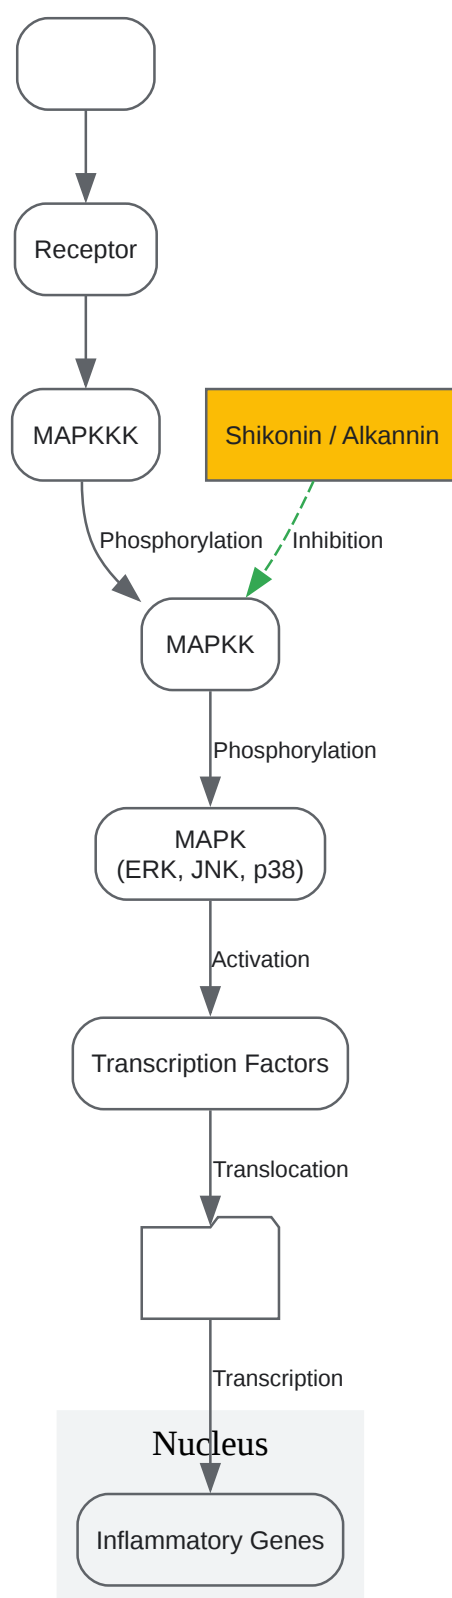 Receptor
MAPKKK
Shikonin / Alkannin
Phosphorylation
Inhibition
MAPKK
Phosphorylation
MAPK
(ERK, JNK, p38)
Activation
Transcription Factors
Translocation
Transcription
Nucleus
Inflammatory Genes